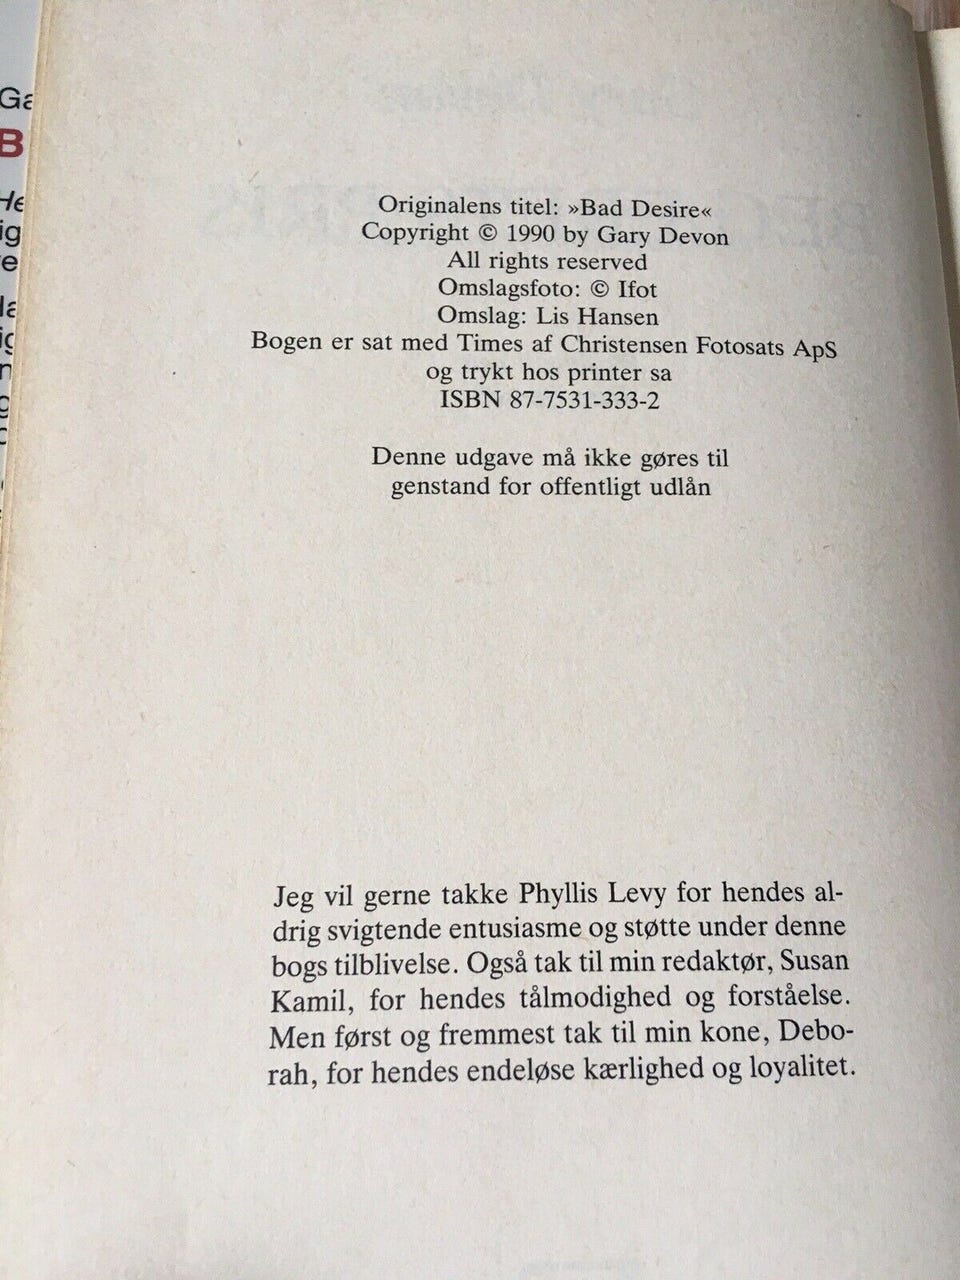 Originalens titel: »Bad Desire«
Copyright © 1990 by Gary Devon
All rights reserved
Omslagsfoto: © Ifot
Omslag: Lis Hansen
Bogen er sat med Times af Christensen Fotosats ApS
og trykt hos printer sa
ISBN 87-7531-333-2
Denne udgave må ikke gøres til
genstand for offentligt udlån
Jeg vil gerne takke Phyllis Levy for hendes al-
drig svigtende entusiasme og støtte under denne
bogs tilblivelse. Også tak til min redaktør, Susan
Kamil, for hendes tålmodighed og forståelse.
Men først og fremmest tak til min kone, Debo-
rah, for hendes endeløse kærlighed og loyalitet.